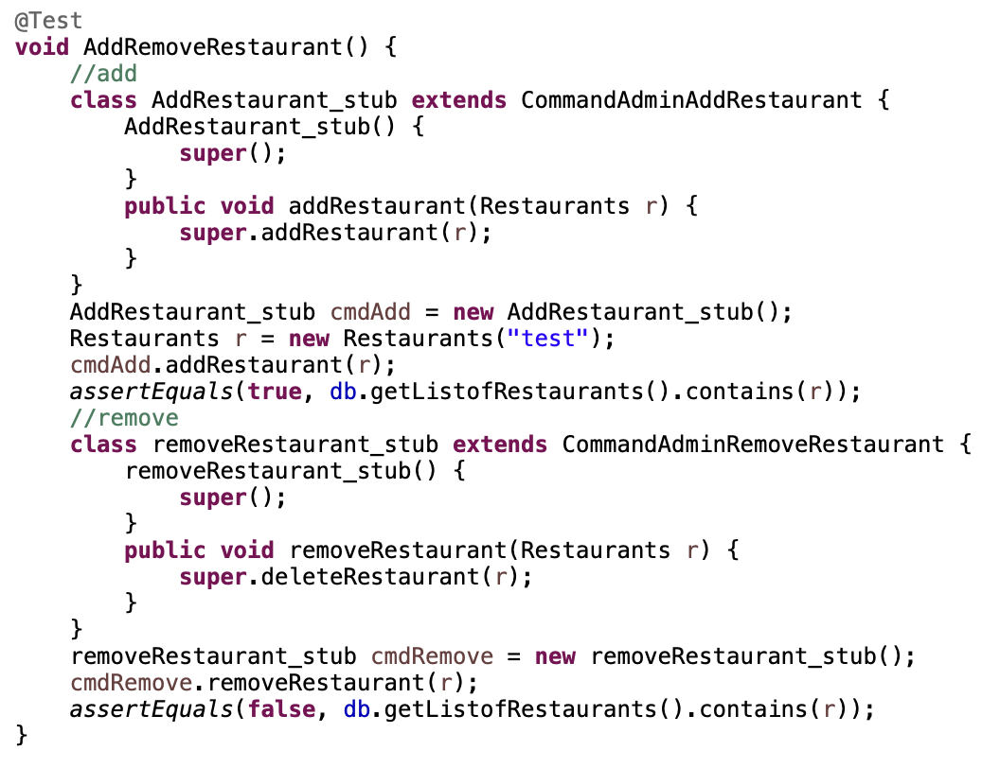 @Test
void AddRemoveRestaurant() {
    //add
    class AddRestaurant_stub extends CommandAdminAddRestaurant {
        AddRestaurant_stub() {
            super();
        }
        public void addRestaurant(Restaurants r) {
            super.addRestaurant(r);
        }
    }
    AddRestaurant_stub cmdAdd = new AddRestaurant_stub();
    Restaurants r = new Restaurants("test");
    cmdAdd.addRestaurant(r);
    assertEquals(true, db.getListofRestaurants().contains(r));
    //remove
    class removeRestaurant_stub extends CommandAdminRemoveRestaurant {
        removeRestaurant_stub() {
            super();
        }
        public void removeRestaurant(Restaurants r) {
            super.deleteRestaurant(r);
        }
    }
    removeRestaurant_stub cmdRemove = new removeRestaurant_stub();
    cmdRemove.removeRestaurant(r);
    assertEquals(false, db.getListofRestaurants().contains(r));
}